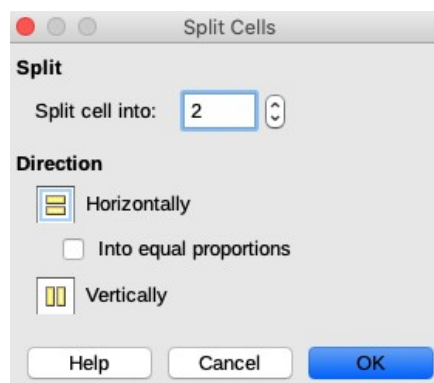 Split Cells
Split
Split cell into: 2
Direction
Horizontally
Into equal proportions
Vertically
Help Cancel OK